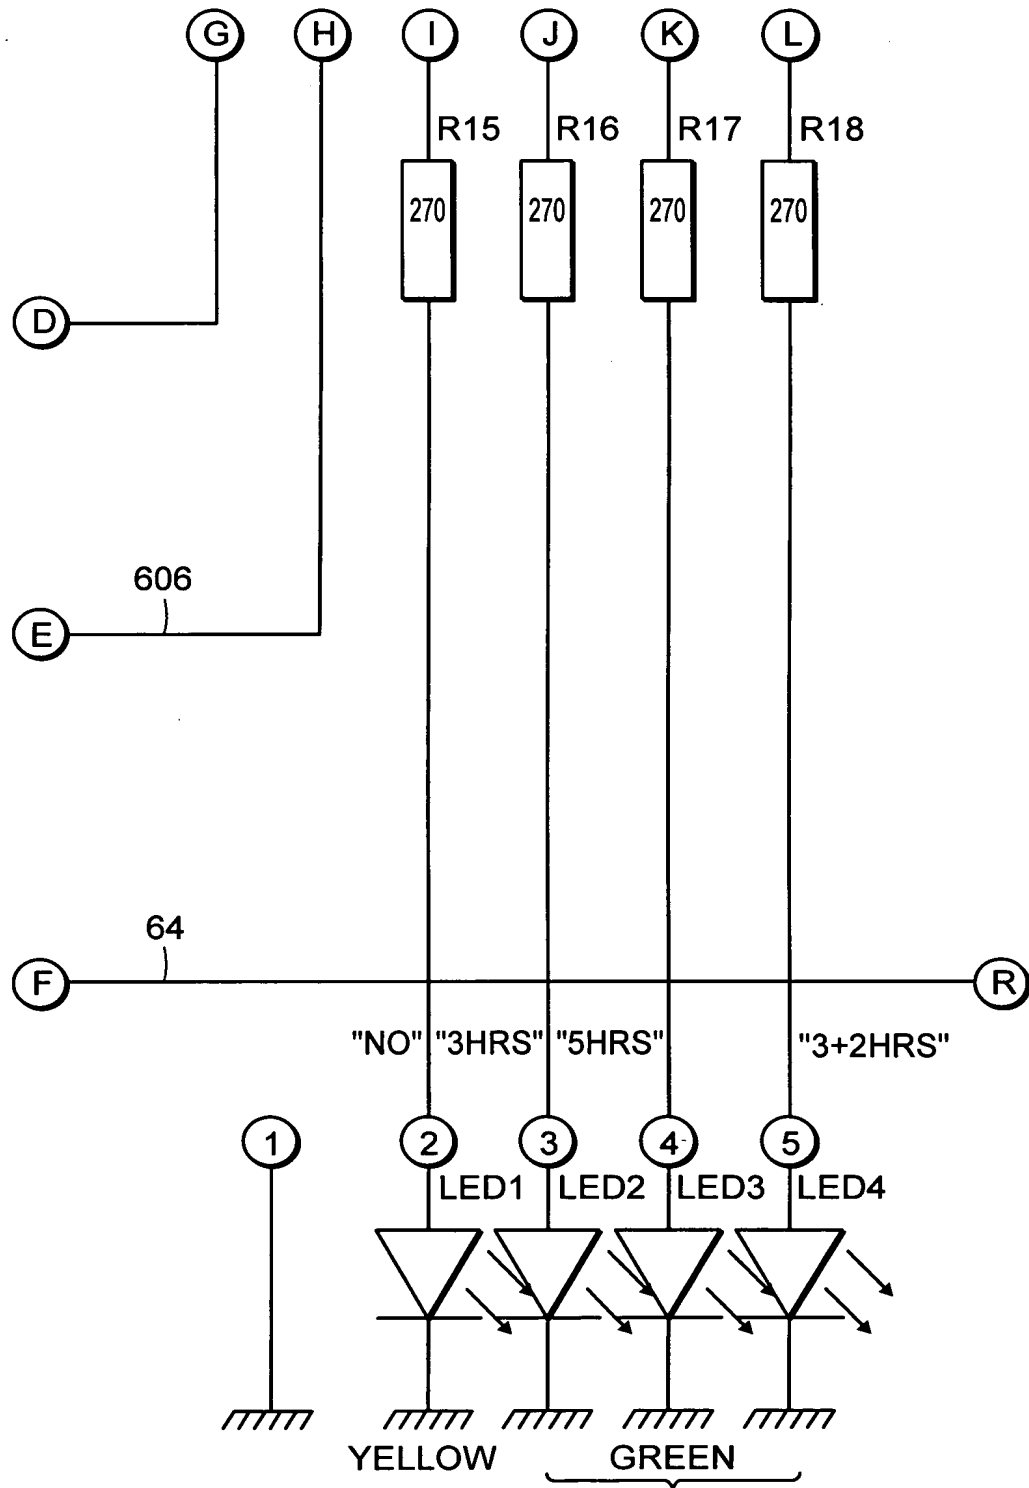 G H I J K L
R15 R16 R17 R18
270 270 270 270
D
606
E
64
F R
"NO" "3HRS" "5HRS" "3+2HRS"
1 2 3 4 5
LED1 LED2 LED3 LED4
YELLOW GREEN